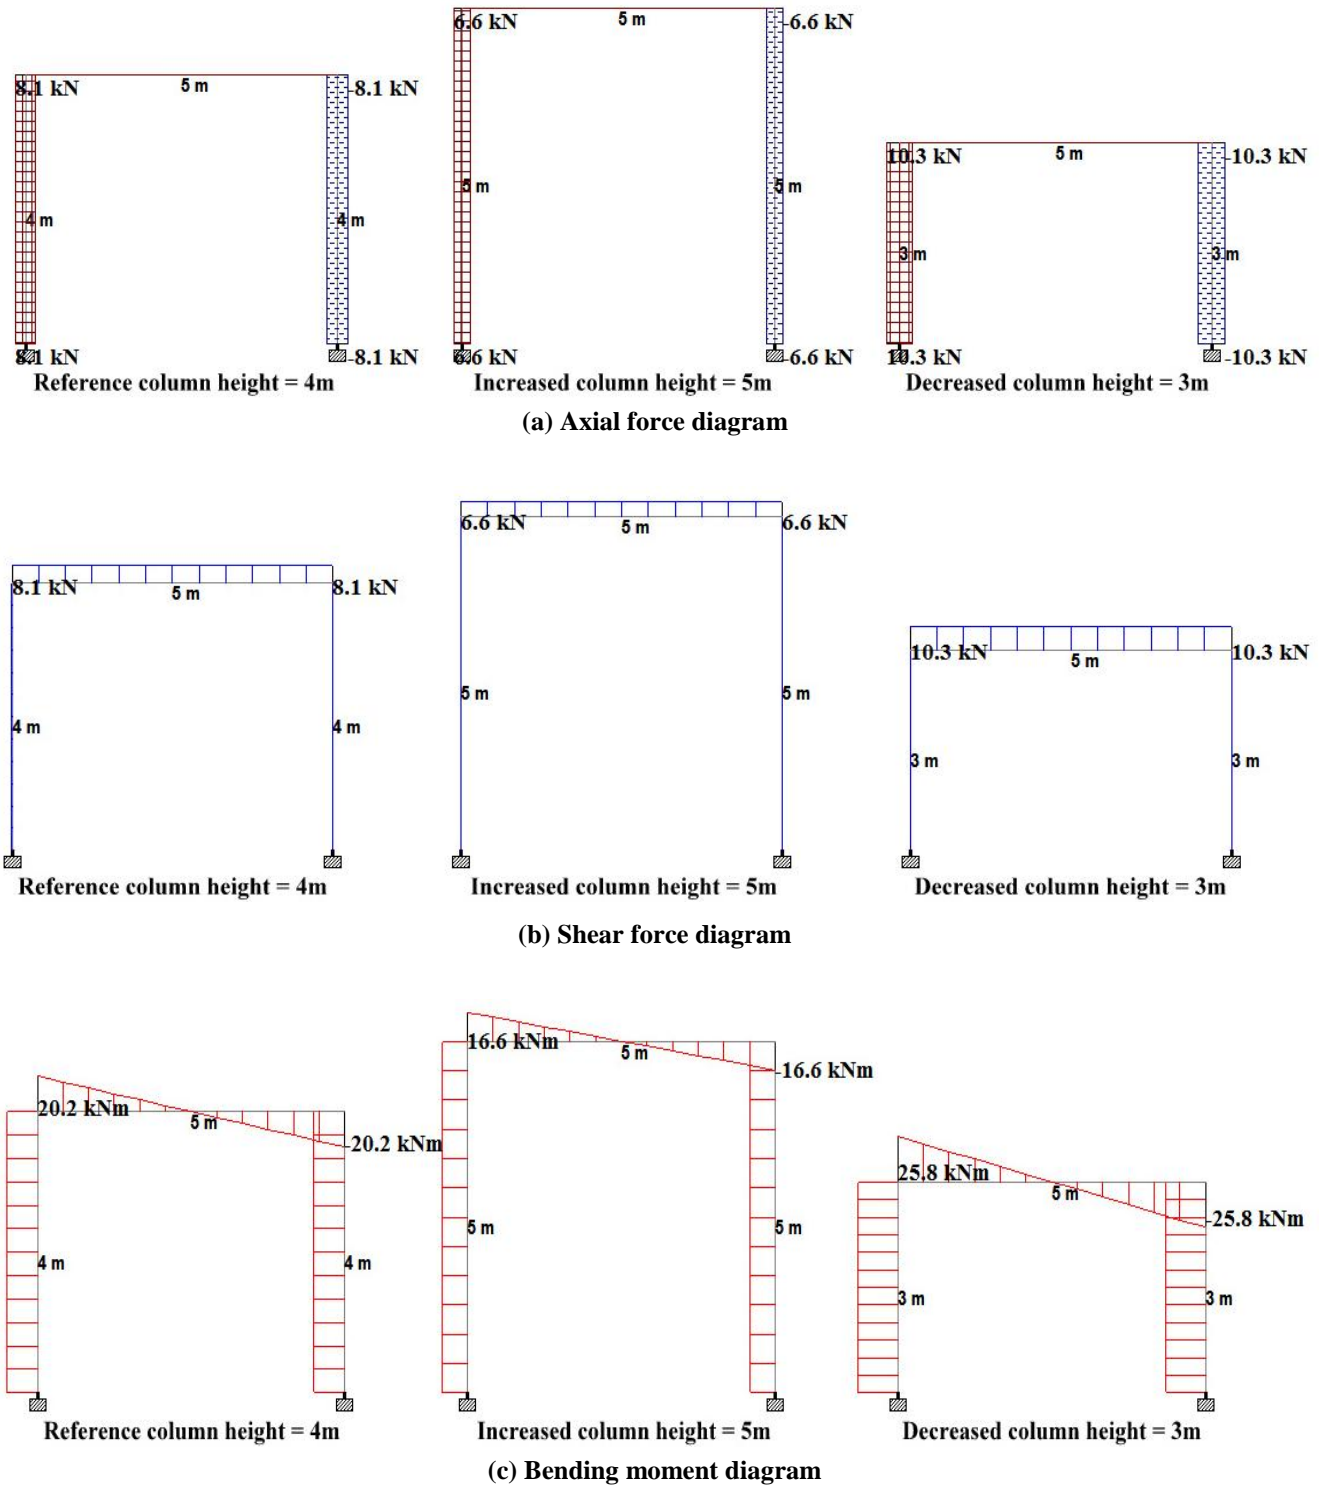 6.6 kN
5 m
-6.6 kN
8.1 kN
5 m
-8.1 kN
10.3 kN
5 m
-10.3 kN
5 m
5 m
4 m
4 m
3 m
3 m
8.1 kN
-8.1 kN
6.6 kN
-6.6 kN
10.3 kN
-10.3 kN
Reference column height = 4m
Increased column height = 5m
Decreased column height = 3m
(a) Axial force diagram
6.6 kN
5 m
6.6 kN
8.1 kN
5 m
8.1 kN
10.3 kN
5 m
10.3 kN
5 m
5 m
4 m
4 m
3 m
3 m
Reference column height = 4m
Increased column height = 5m
Decreased column height = 3m
(b) Shear force diagram
16.6 kNm
5 m
-16.6 kNm
20.2 kNm
5 m
-20.2 kNm
25.8 kNm
5 m
-25.8 kNm
5 m
5 m
4 m
4 m
3 m
3 m
Reference column height = 4m
Increased column height = 5m
Decreased column height = 3m
(c) Bending moment diagram